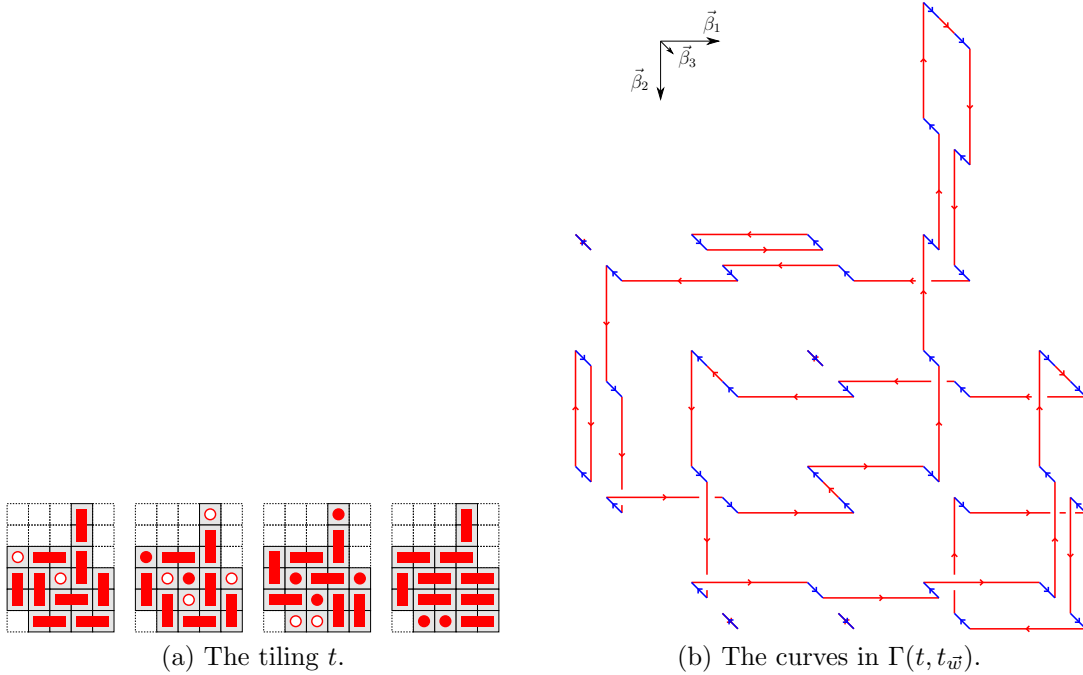 β⃗₁
β⃗₃
β⃗₂
(a) The tiling t.
(b) The curves in Γ(t, t_w⃗).